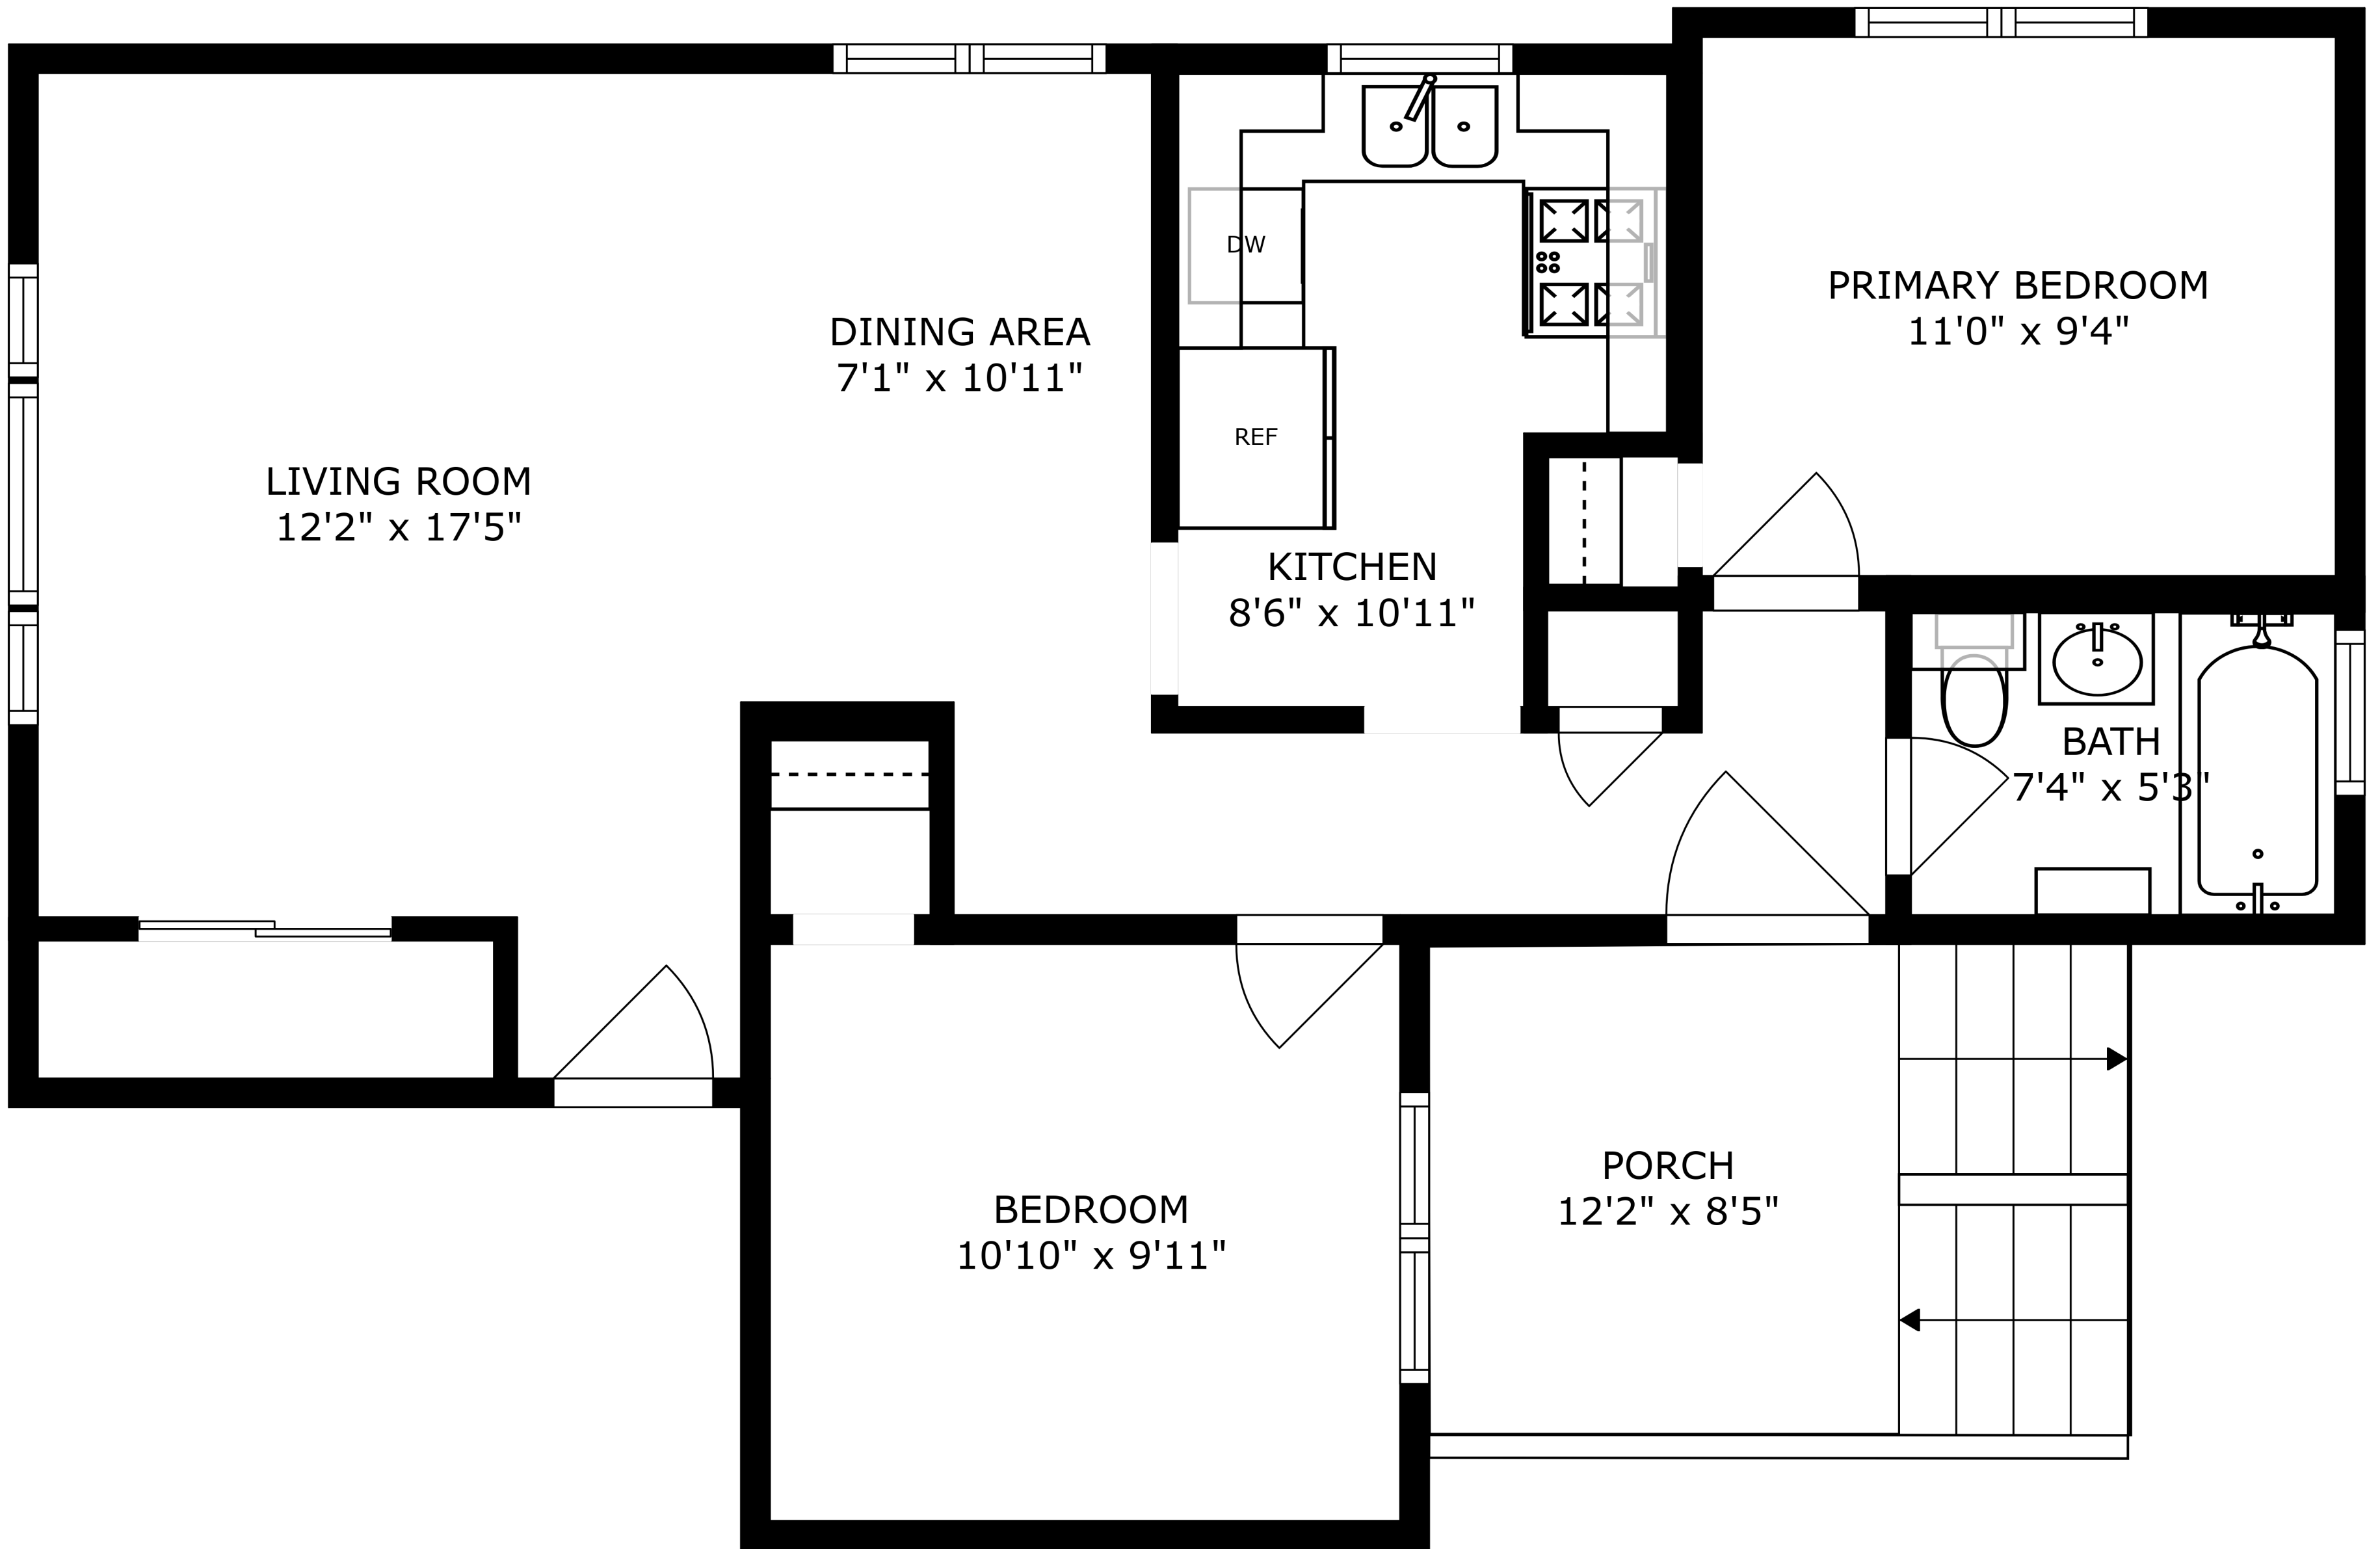 PRIMARY BEDROOM
11'0" x 9'4"
DW
DINING AREA
7'1" x 10'11"
REF
LIVING ROOM
12'2" x 17'5"
KITCHEN
8'6" x 10'11"
BATH
7'4" x 5'3"
PORCH
12'2" x 8'5"
BEDROOM
10'10" x 9'11"